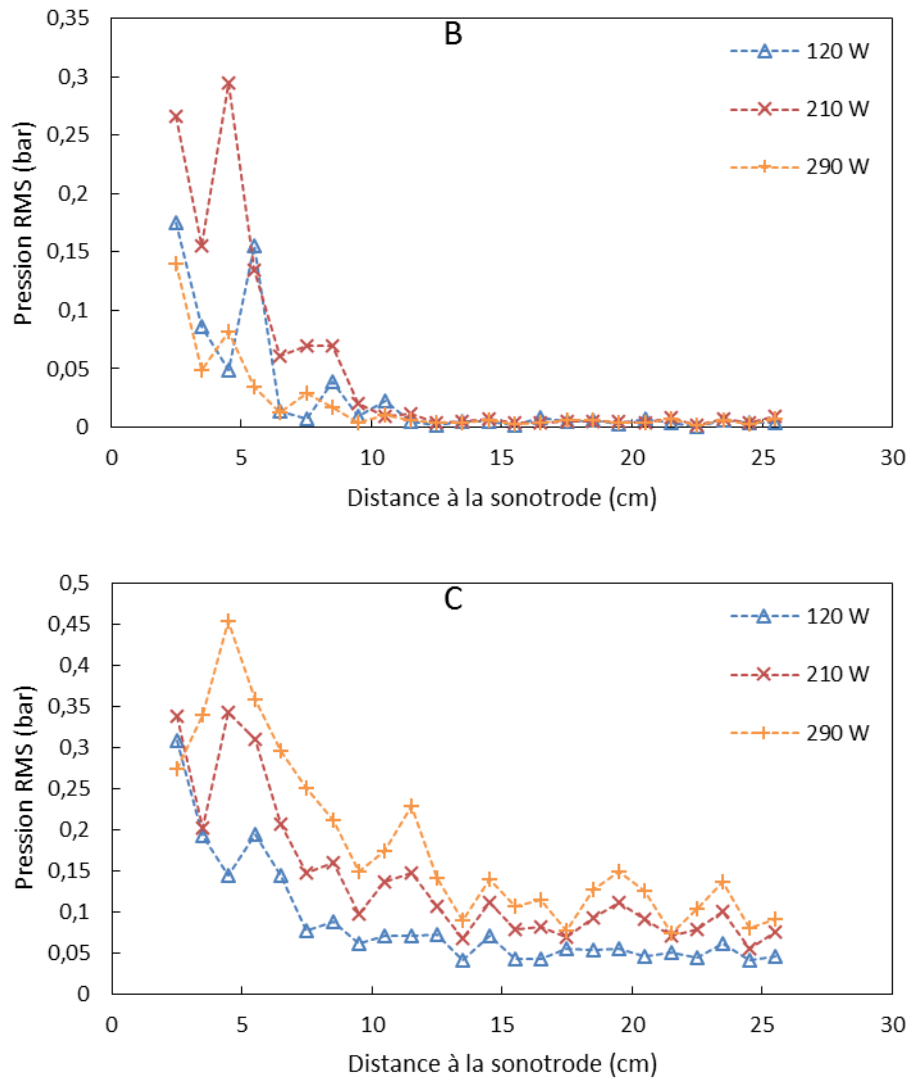 B
120 W
210 W
290 W
Pression RMS (bar)
0,35
0,3
0,25
0,2
0,15
0,1
0,05
0
0 5 10 15 20 25 30
Distance à la sonotrode (cm)
C
120 W
210 W
290 W
Pression RMS (bar)
0,5
0,45
0,4
0,35
0,3
0,25
0,2
0,15
0,1
0,05
0
0 5 10 15 20 25 30
Distance à la sonotrode (cm)